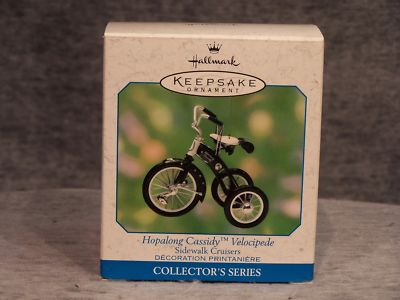 Hallmark
KEEPSAKE
ORNAMENT
Hopalong Cassidy™ Velocipede
Sidewalk Cruisers
DÉCORATION PRINTANIÈRE
COLLECTOR'S SERIES